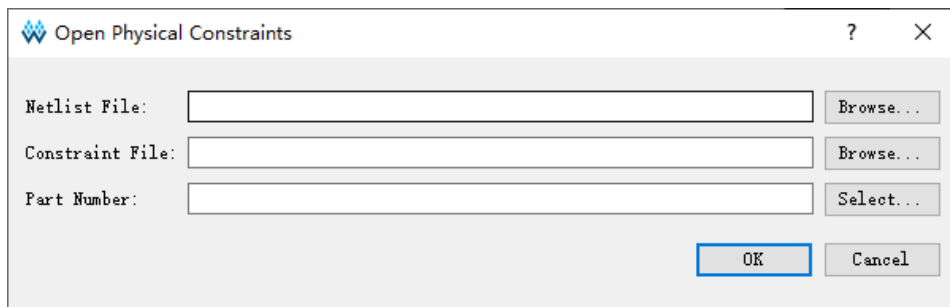 Open Physical Constraints ?
Netlist File: Browse...
Constraint File: Browse...
Part Number: Select...
OK Cancel